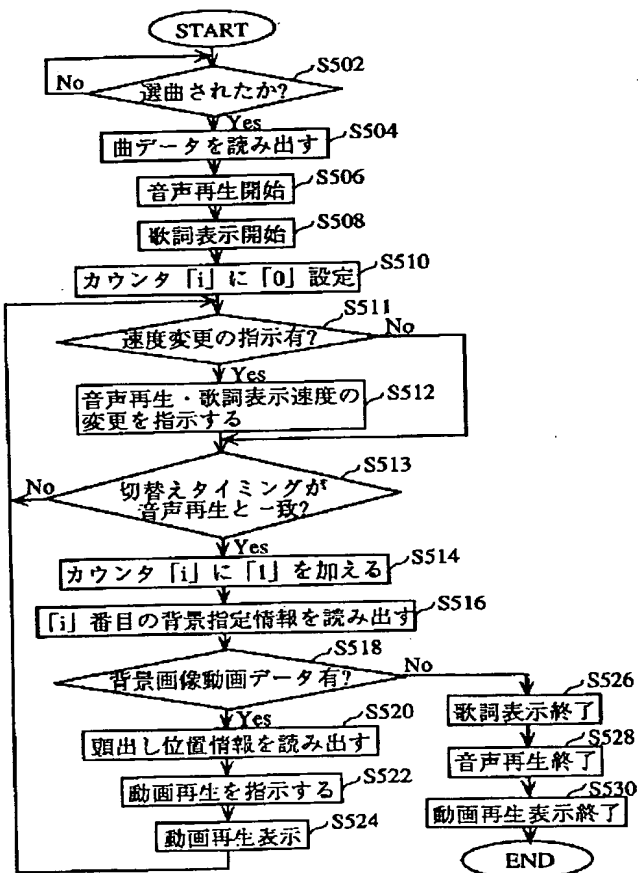 START
S502
No
選曲されたか?
Yes
S504
曲データを読み出す
S506
音声再生開始
S508
歌詞表示開始
S510
カウンタ「i」に「0」設定
S511
速度変更の指示有?
No
Yes
S512
音声再生・歌詞表示速度の
変更を指示する
S513
No
切替えタイミングが
音声再生と一致?
Yes
S514
カウンタ「i」に「1」を加える
S516
「i」番目の背景指定情報を読み出す
S518
背景画像動画データ有?
No
Yes
S520
頭出し位置情報を読み出す
S522
動画再生を指示する
S524
動画再生表示
S526
歌詞表示終了
S528
音声再生終了
S530
動画再生表示終了
END